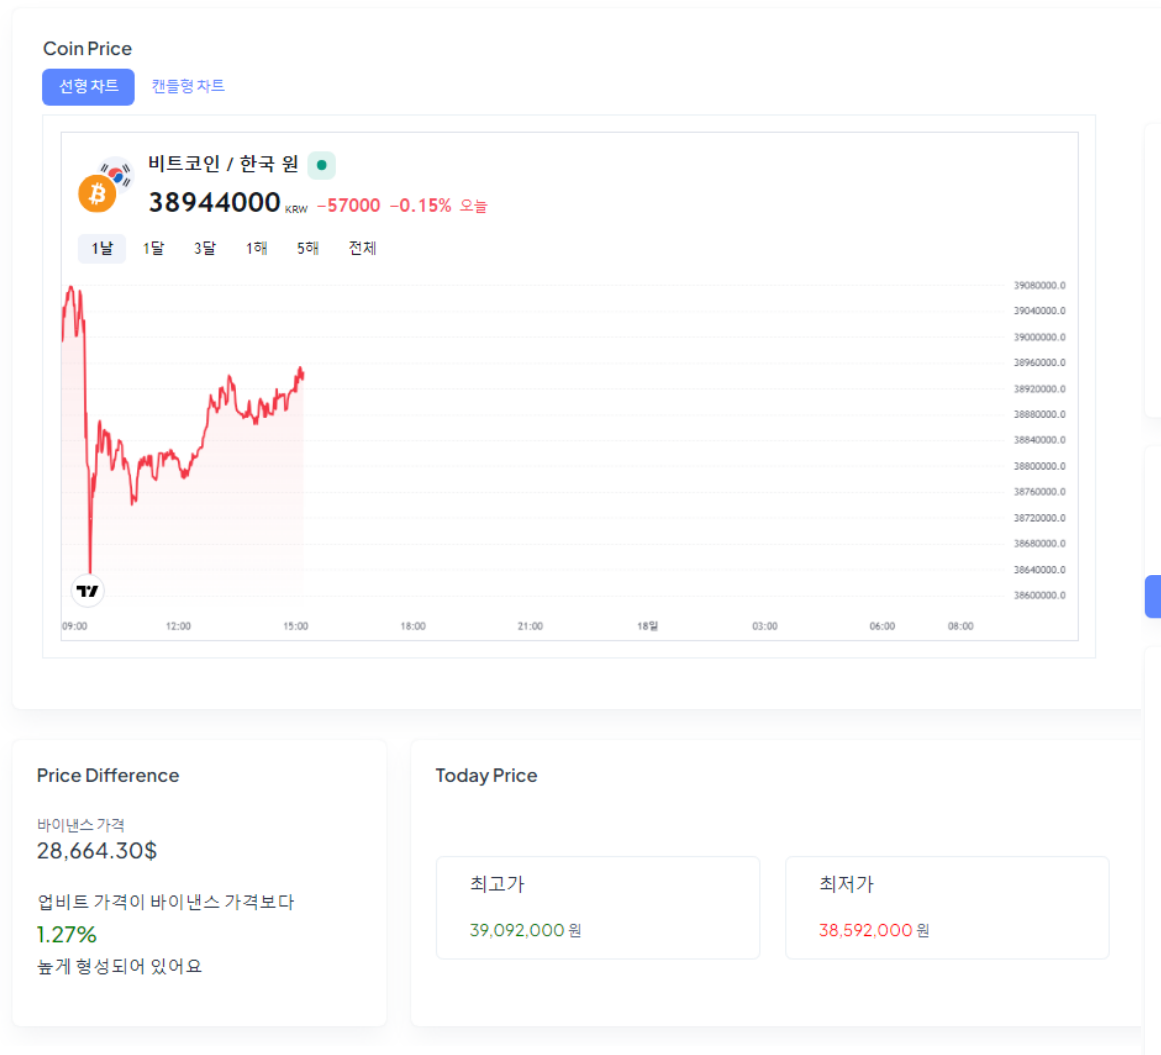 Coin Price
선형 차트 캔들형 차트
비트코인 / 한국 원
38944000 KRW −57000 −0.15% 오늘
1날 1달 3달 1해 5해 전체
39080000.0
39040000.0
39000000.0
38960000.0
38920000.0
38880000.0
38840000.0
38800000.0
38760000.0
38720000.0
38680000.0
38640000.0
38600000.0
09:00 12:00 15:00 18:00 21:00 18일 03:00 06:00 08:00
Price Difference
바이낸스 가격
28,664.30$
업비트 가격이 바이낸스 가격보다
1.27%
높게 형성되어 있어요
Today Price
최고가
39,092,000 원
최저가
38,592,000 원